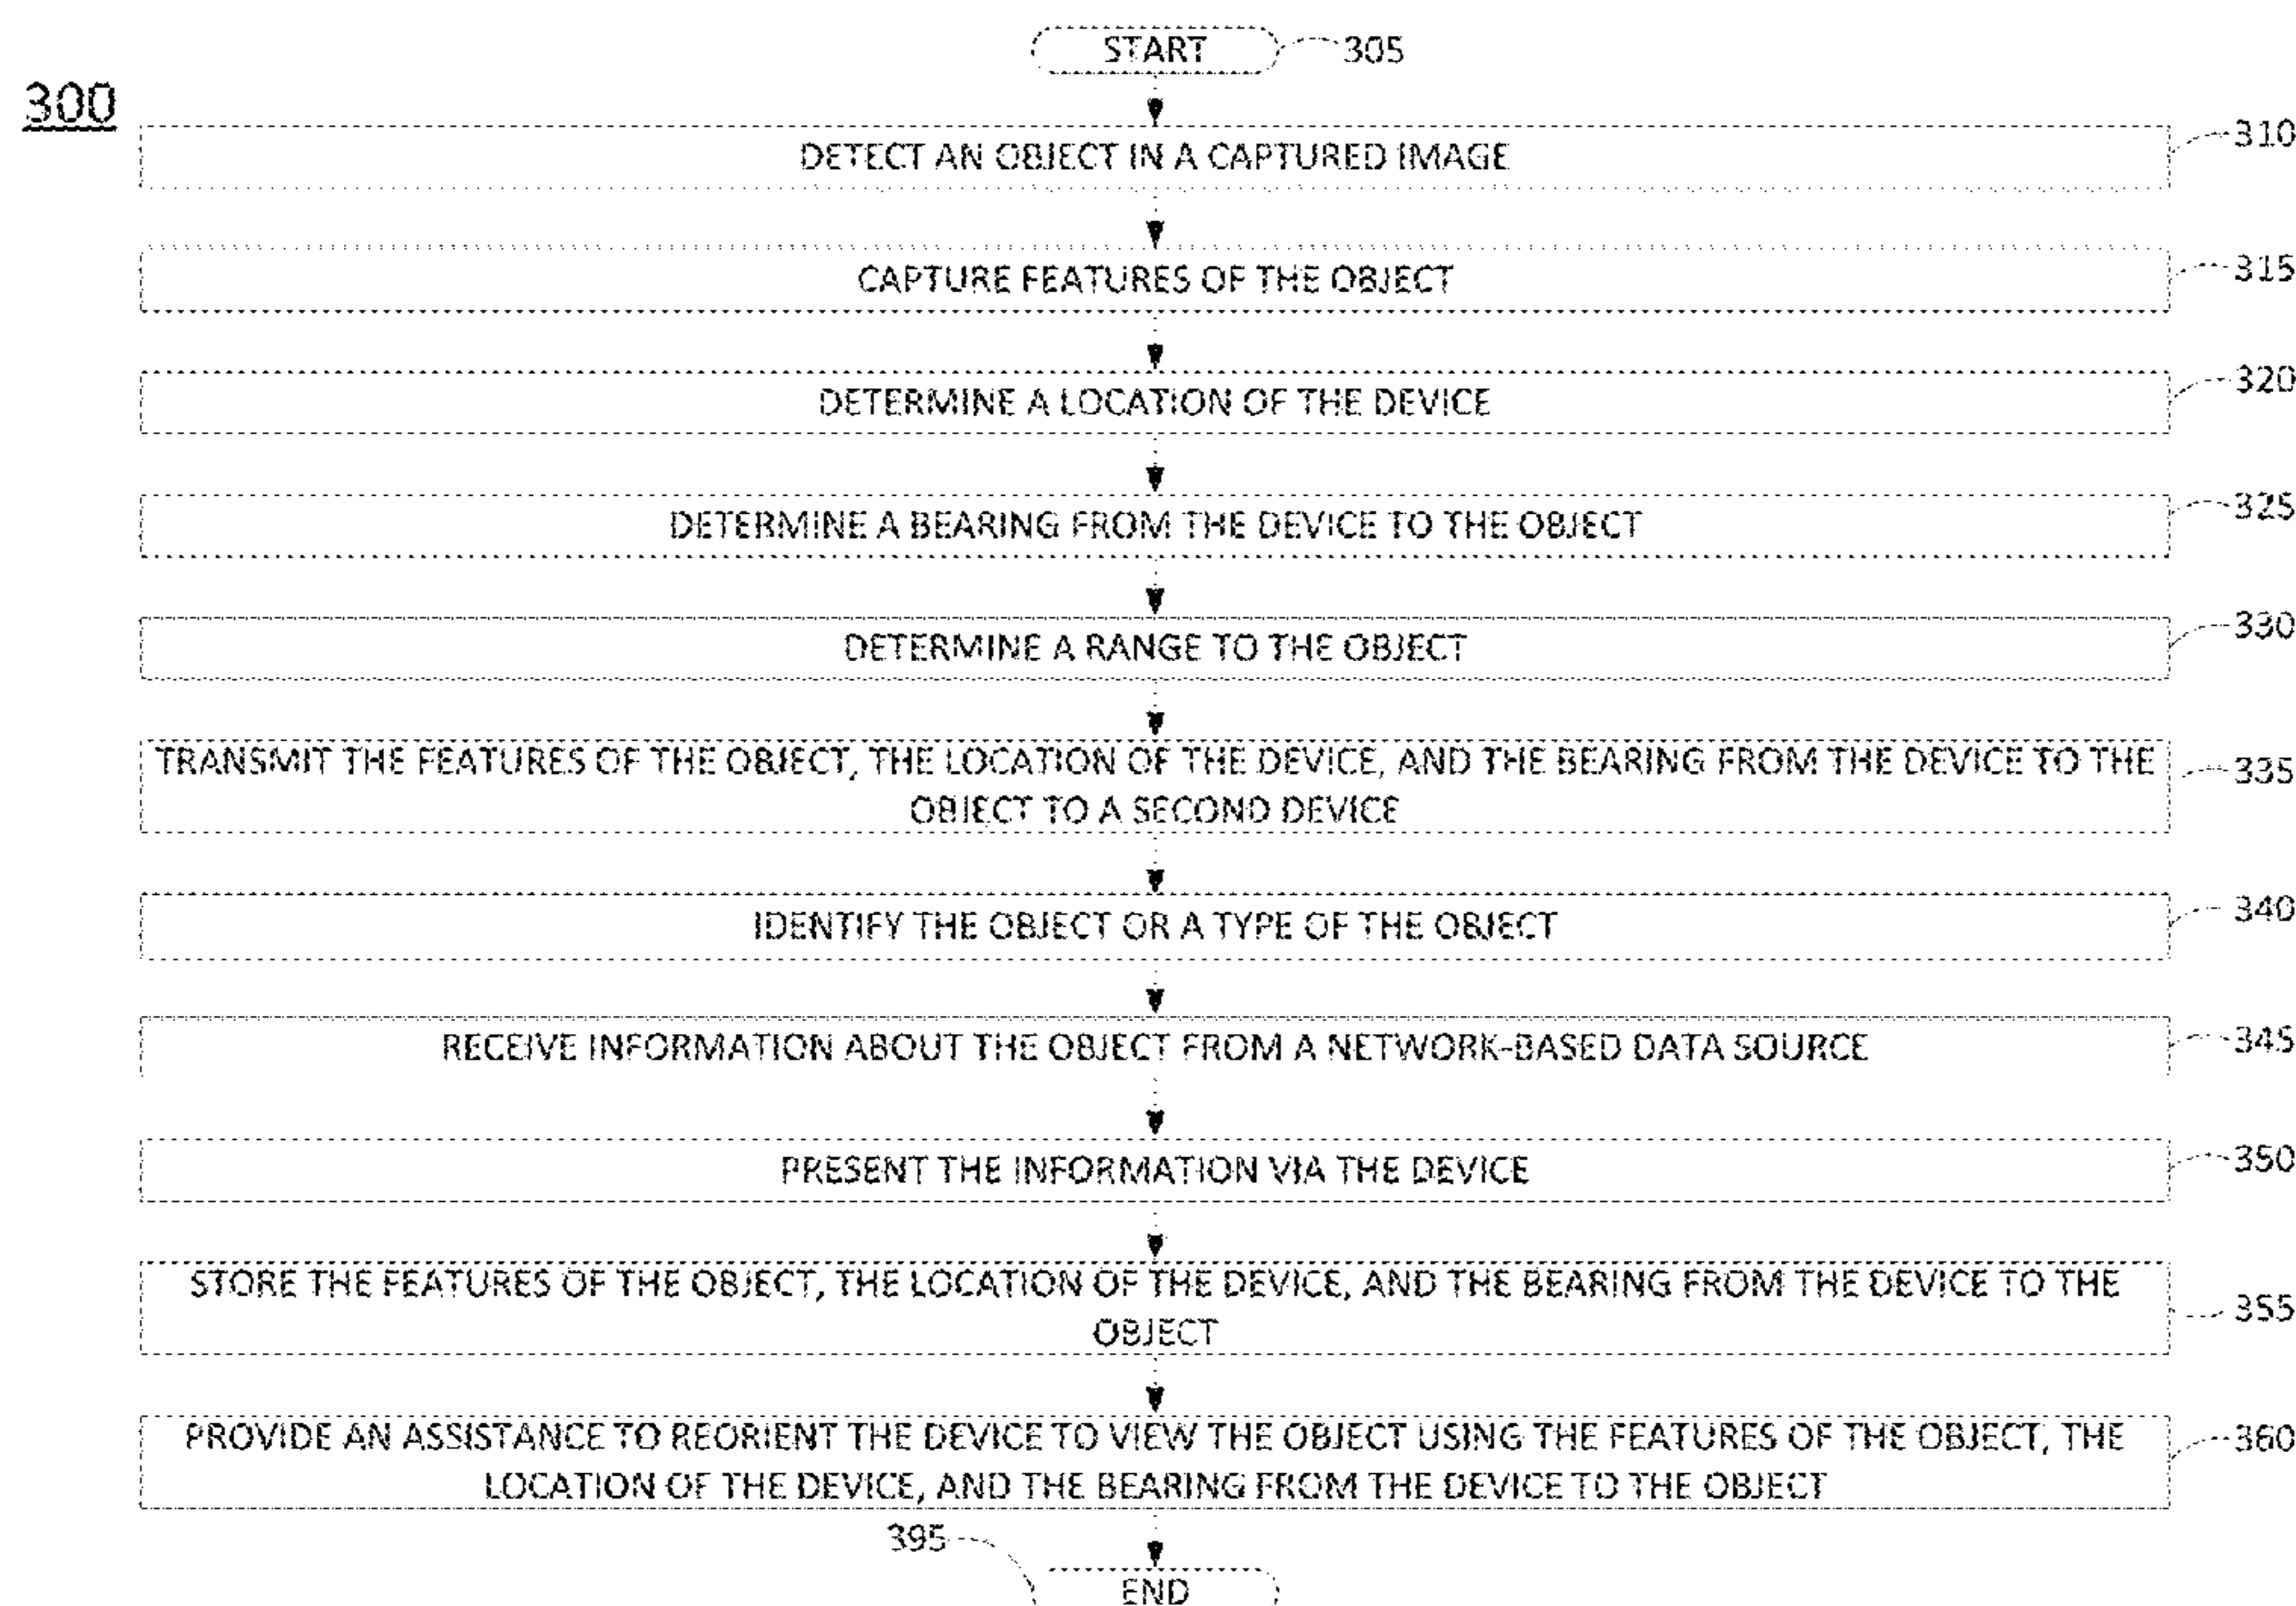 START 305
300
DETECT AN OBJECT IN A CAPTURED IMAGE 310
CAPTURE FEATURES OF THE OBJECT 315
DETERMINE A LOCATION OF THE DEVICE 320
DETERMINE A BEARING FROM THE DEVICE TO THE OBJECT 325
DETERMINE A RANGE TO THE OBJECT 330
TRANSMIT THE FEATURES OF THE OBJECT, THE LOCATION OF THE DEVICE, AND THE BEARING FROM THE DEVICE TO THE 335
OBJECT TO A SECOND DEVICE
IDENTIFY THE OBJECT OR A TYPE OF THE OBJECT 340
RECEIVE INFORMATION ABOUT THE OBJECT FROM A NETWORK-BASED DATA SOURCE 345
PRESENT THE INFORMATION VIA THE DEVICE 350
STORE THE FEATURES OF THE OBJECT, THE LOCATION OF THE DEVICE, AND THE BEARING FROM THE DEVICE TO THE
OBJECT 355
PROVIDE AN ASSISTANCE TO REORIENT THE DEVICE TO VIEW THE OBJECT USING THE FEATURES OF THE OBJECT, THE 360
LOCATION OF THE DEVICE, AND THE BEARING FROM THE DEVICE TO THE OBJECT
395
END